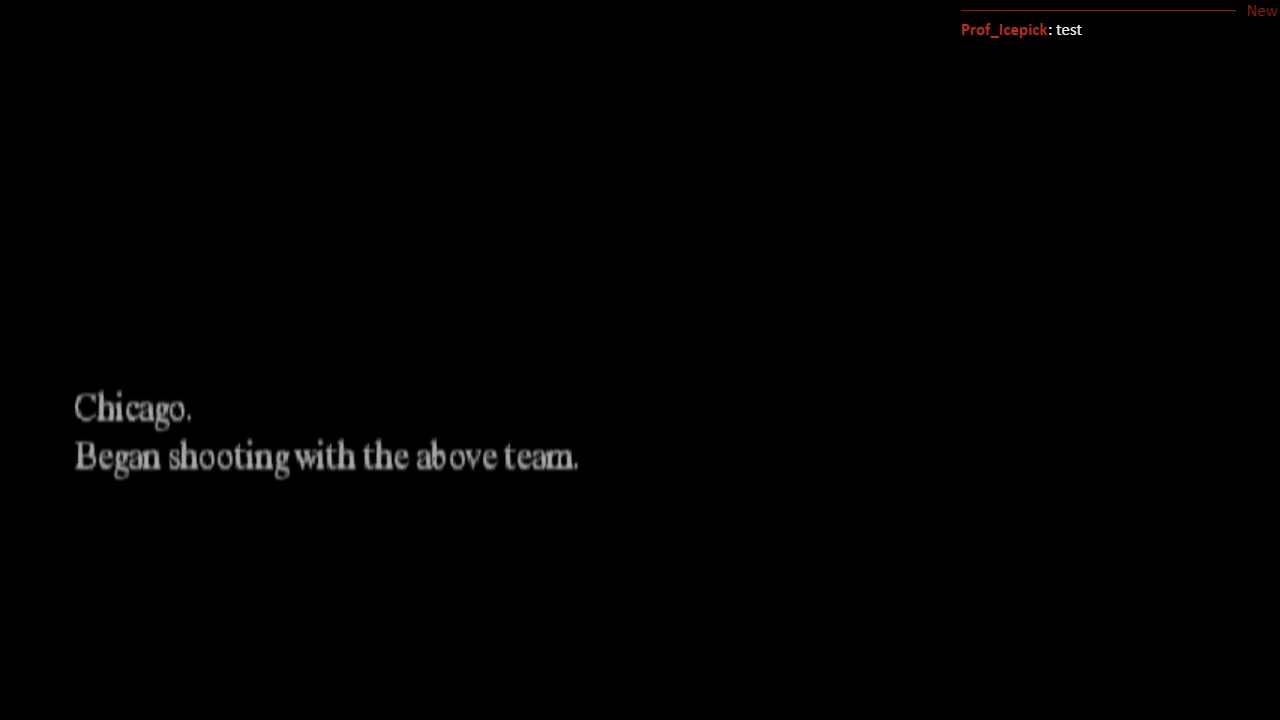 New
Prof_Icepick: test
Chicago.
Began shooting with the above team.